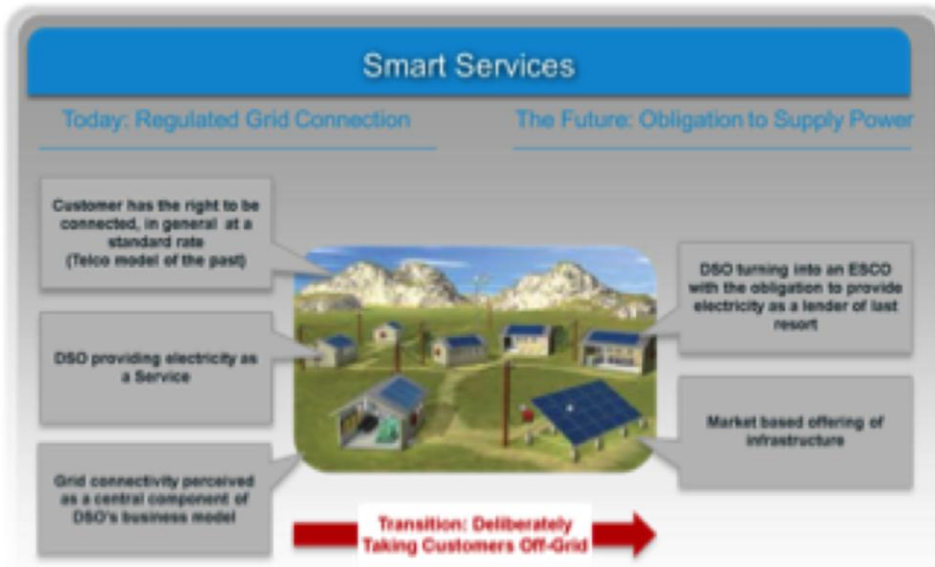 Smart Services
Today: Regulated Grid Connection
The Future: Obligation to Supply Power
Customer has the right to be
connected, in general at a
standard rate
(Telco model of the past)
DSO providing electricity as
a Service
Grid connectivity perceived
as a central component of
DSO's business model
DSO turning into an ESCO
with the obligation to provide
electricity as a lender of last
resort
Market based offering of
infrastructure
Transition: Deliberately
Taking Customers Off-Grid